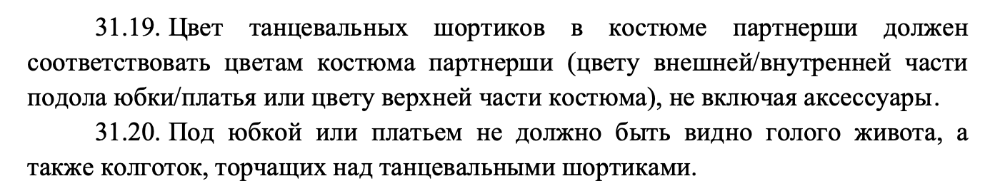 31.19. Цвет танцевальных шортиков в костюме партнерши должен
соответствовать цветам костюма партнерши (цвету внешней/внутренней части
подола юбки/платья или цвету верхней части костюма), не включая аксессуары.
31.20. Под юбкой или платьем не должно быть видно голого живота, а
также колготок, торчащих над танцевальными шортиками.